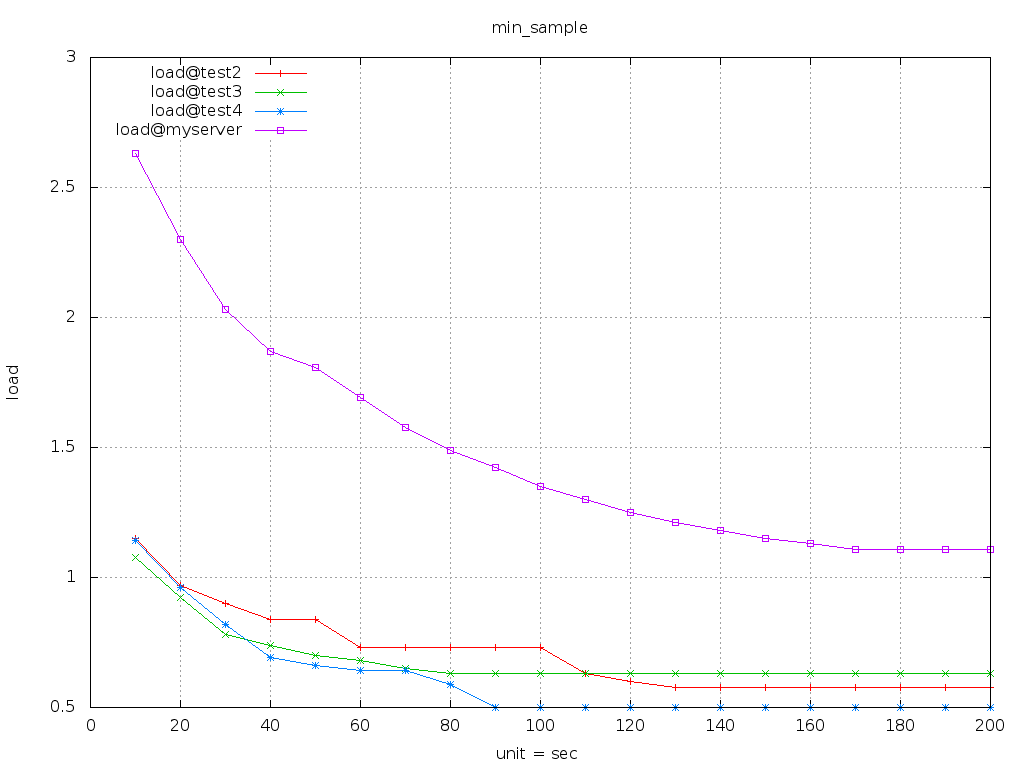 min_sample
3
load@test2
load@test3
load@test4
load@myserver
2.5
2
load
1.5
1
0.5
0 20 40 60 80 100 120 140 160 180 200
unit = sec